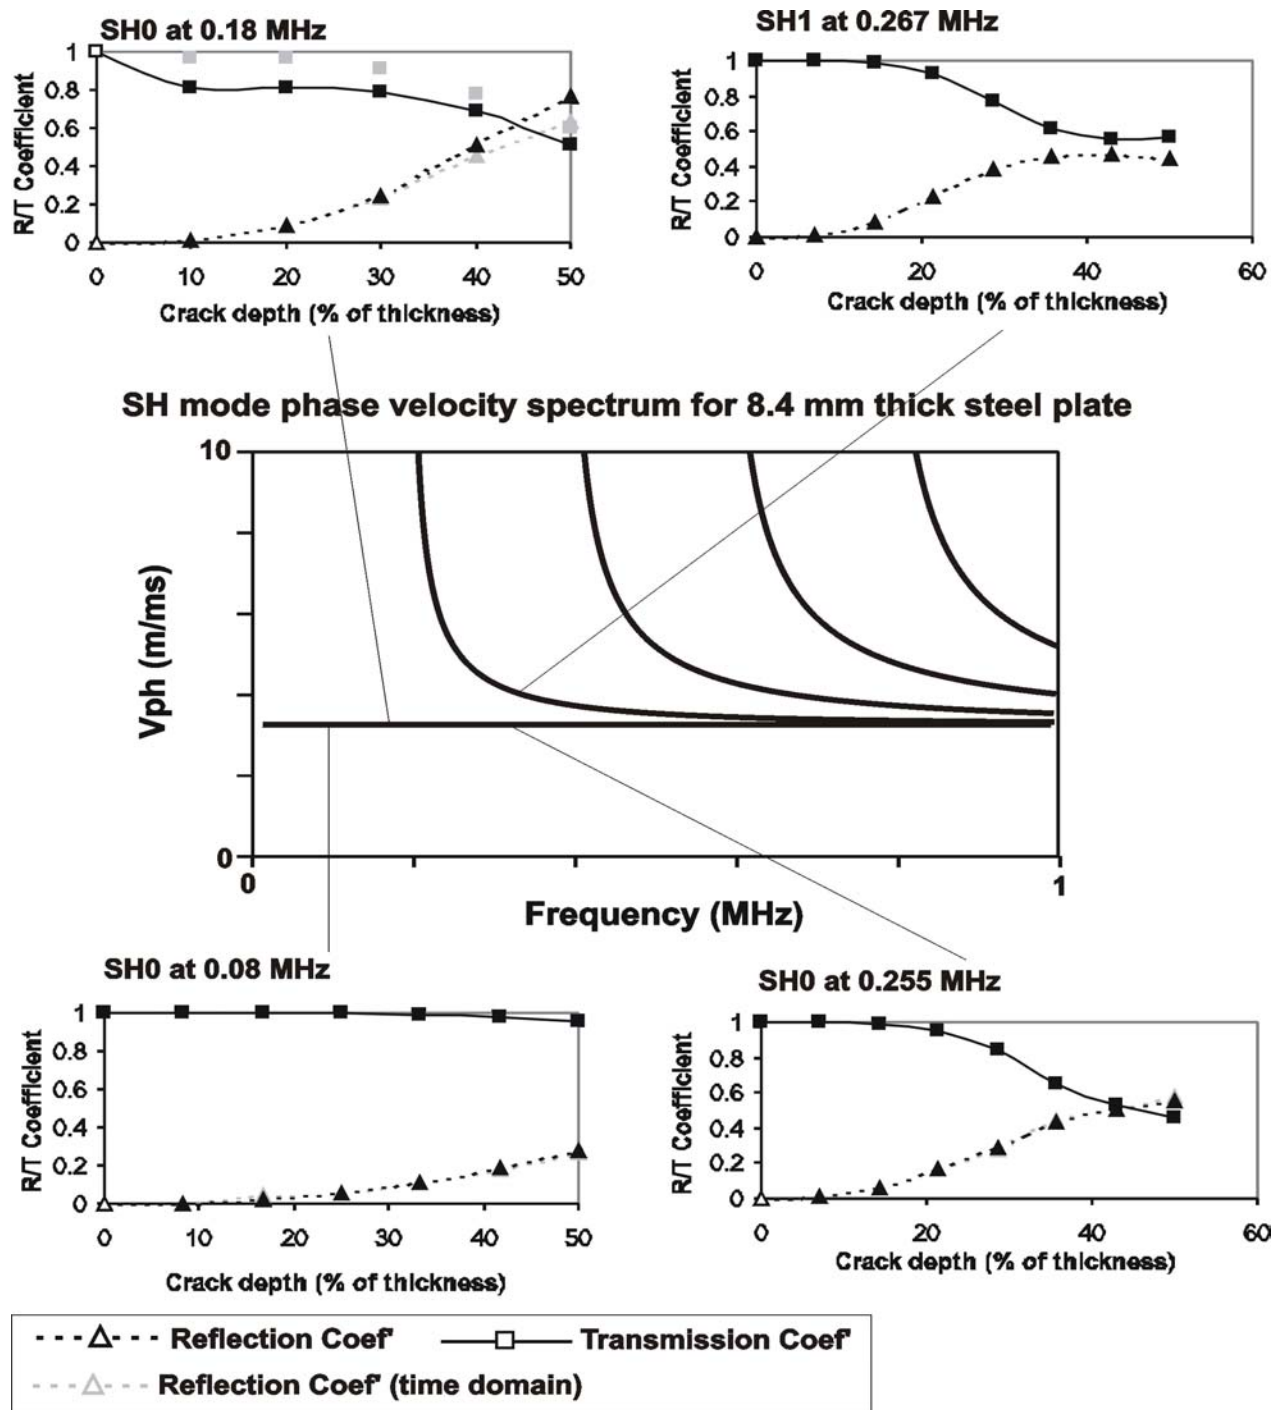 SH0 at 0.18 MHz
R/T Coefficient
1
0.8
0.6
0.4
0.2
0
0 10 20 30 40 50
Crack depth (% of thickness)
SH1 at 0.267 MHz
R/T Coefficient
1
0.8
0.6
0.4
0.2
0
0 20 40 60
Crack depth (% of thickness)
SH mode phase velocity spectrum for 8.4 mm thick steel plate
Vph (m/ms)
10
0
0 1
Frequency (MHz)
SH0 at 0.08 MHz
R/T Coefficient
1
0.8
0.6
0.4
0.2
0
0 10 20 30 40 50
Crack depth (% of thickness)
SH0 at 0.255 MHz
R/T Coefficient
1
0.8
0.6
0.4
0.2
0
0 20 40 60
Crack depth (% of thickness)
Reflection Coef' Transmission Coef'
Reflection Coef' (time domain)